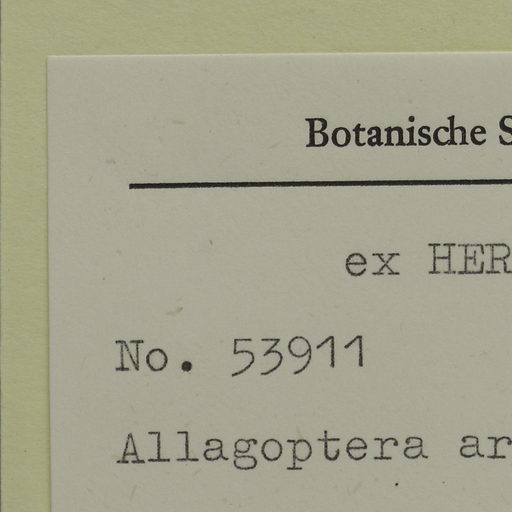 Botanische S
ex HER
No. 53911
Allagoptera ar